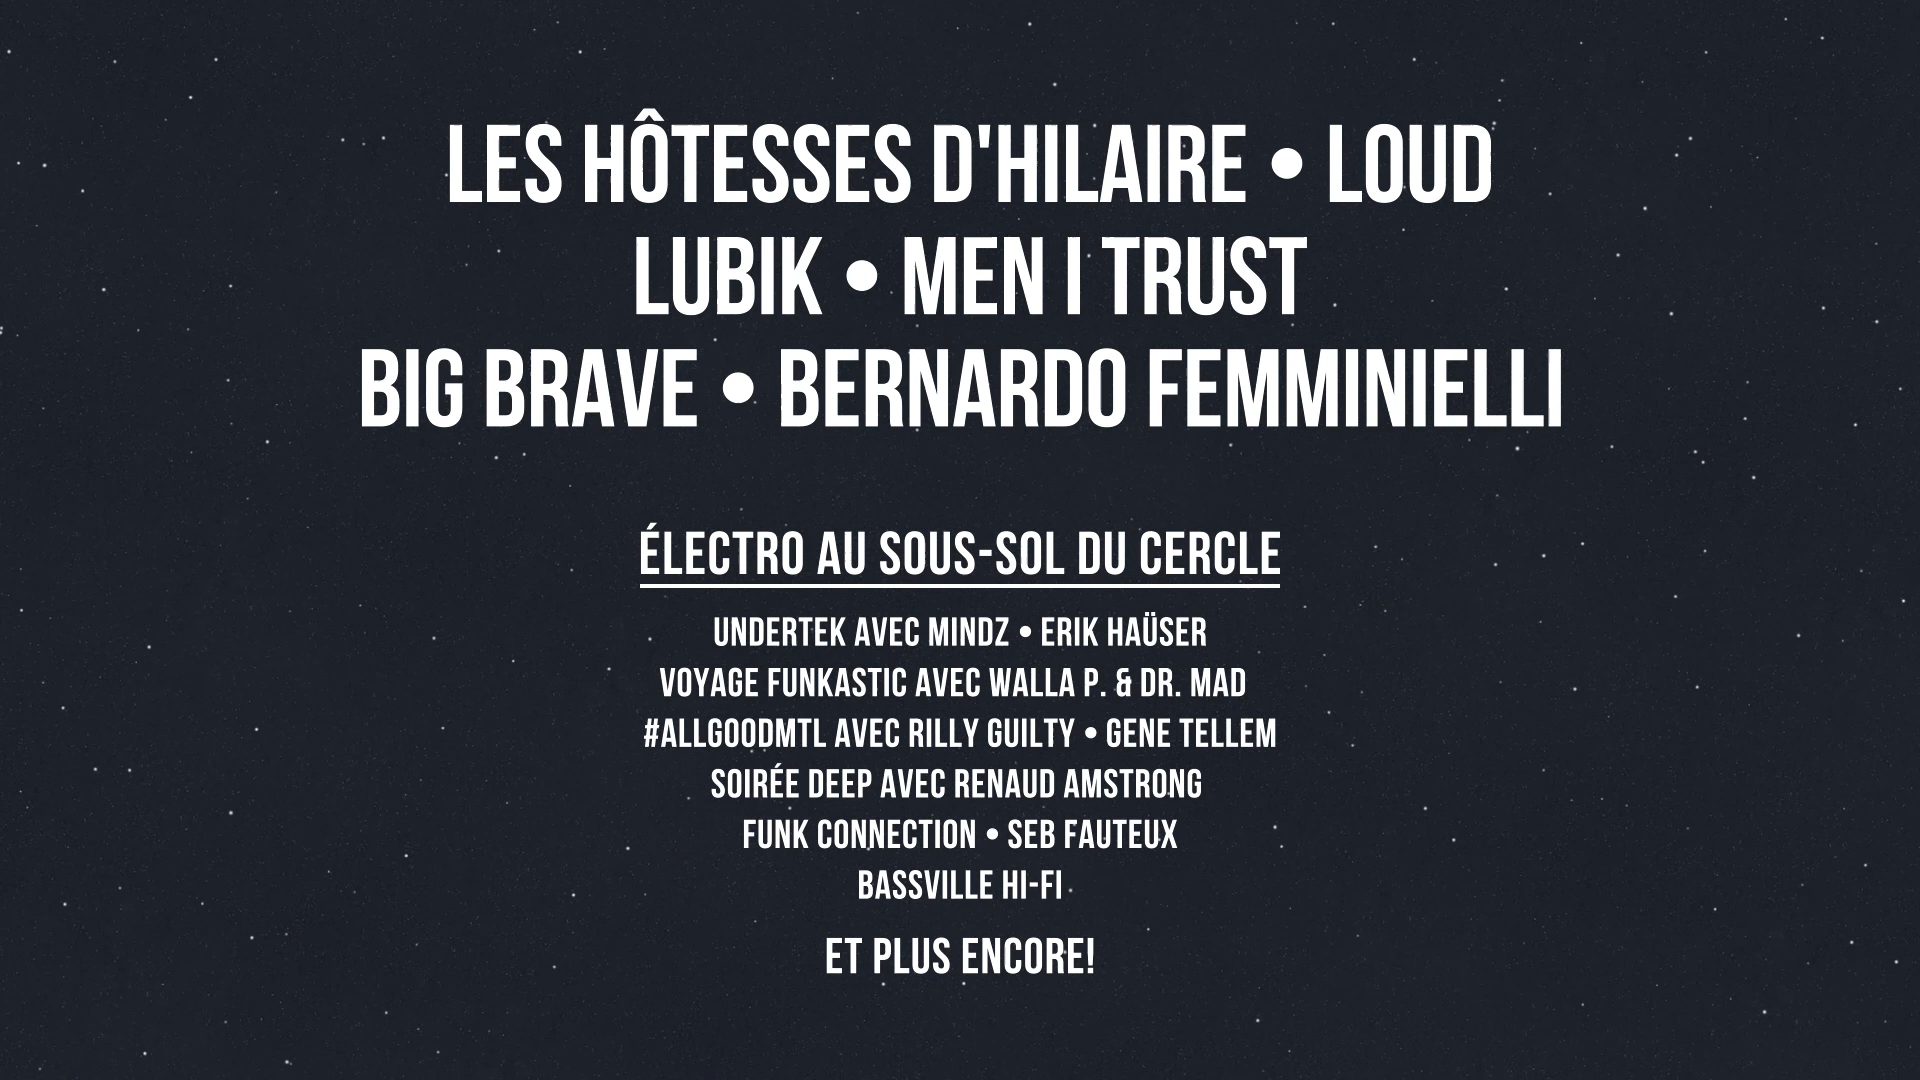 LES HÔTESSES D'HILAIRE • LOUD
LUBIK • MEN I TRUST
BIG BRAVE • BERNARDO FEMMINIELLI
ÉLECTRO AU SOUS-SOL DU CERCLE
UNDERTEK AVEC MINDZ • ERIK HAÜSER
VOYAGE FUNKASTIC AVEC WALLA P. & DR. MAD
#ALLGOODMTL AVEC RILLY GUILTY • GENE TELLEM
SOIRÉE DEEP AVEC RENAUD AMSTRONG
FUNK CONNECTION • SEB FAUTEUX
BASSVILLE HI-FI
ET PLUS ENCORE!